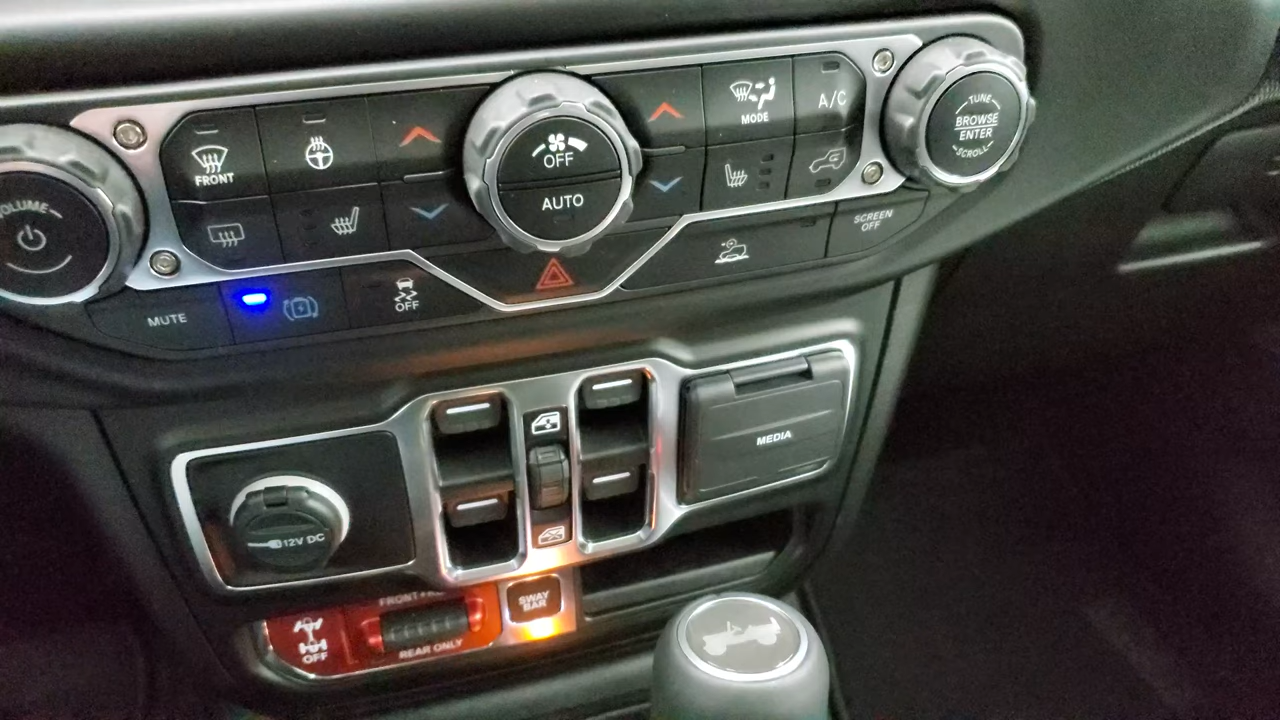 VOLUME
FRONT
OFF
AUTO
MODE
A/C
TUNE
BROWSE
ENTER
SCROLL
MUTE
OFF
SCREEN
OFF
12V DC
MEDIA
OFF
FRONT
REAR ONLY
SWAY
BAR